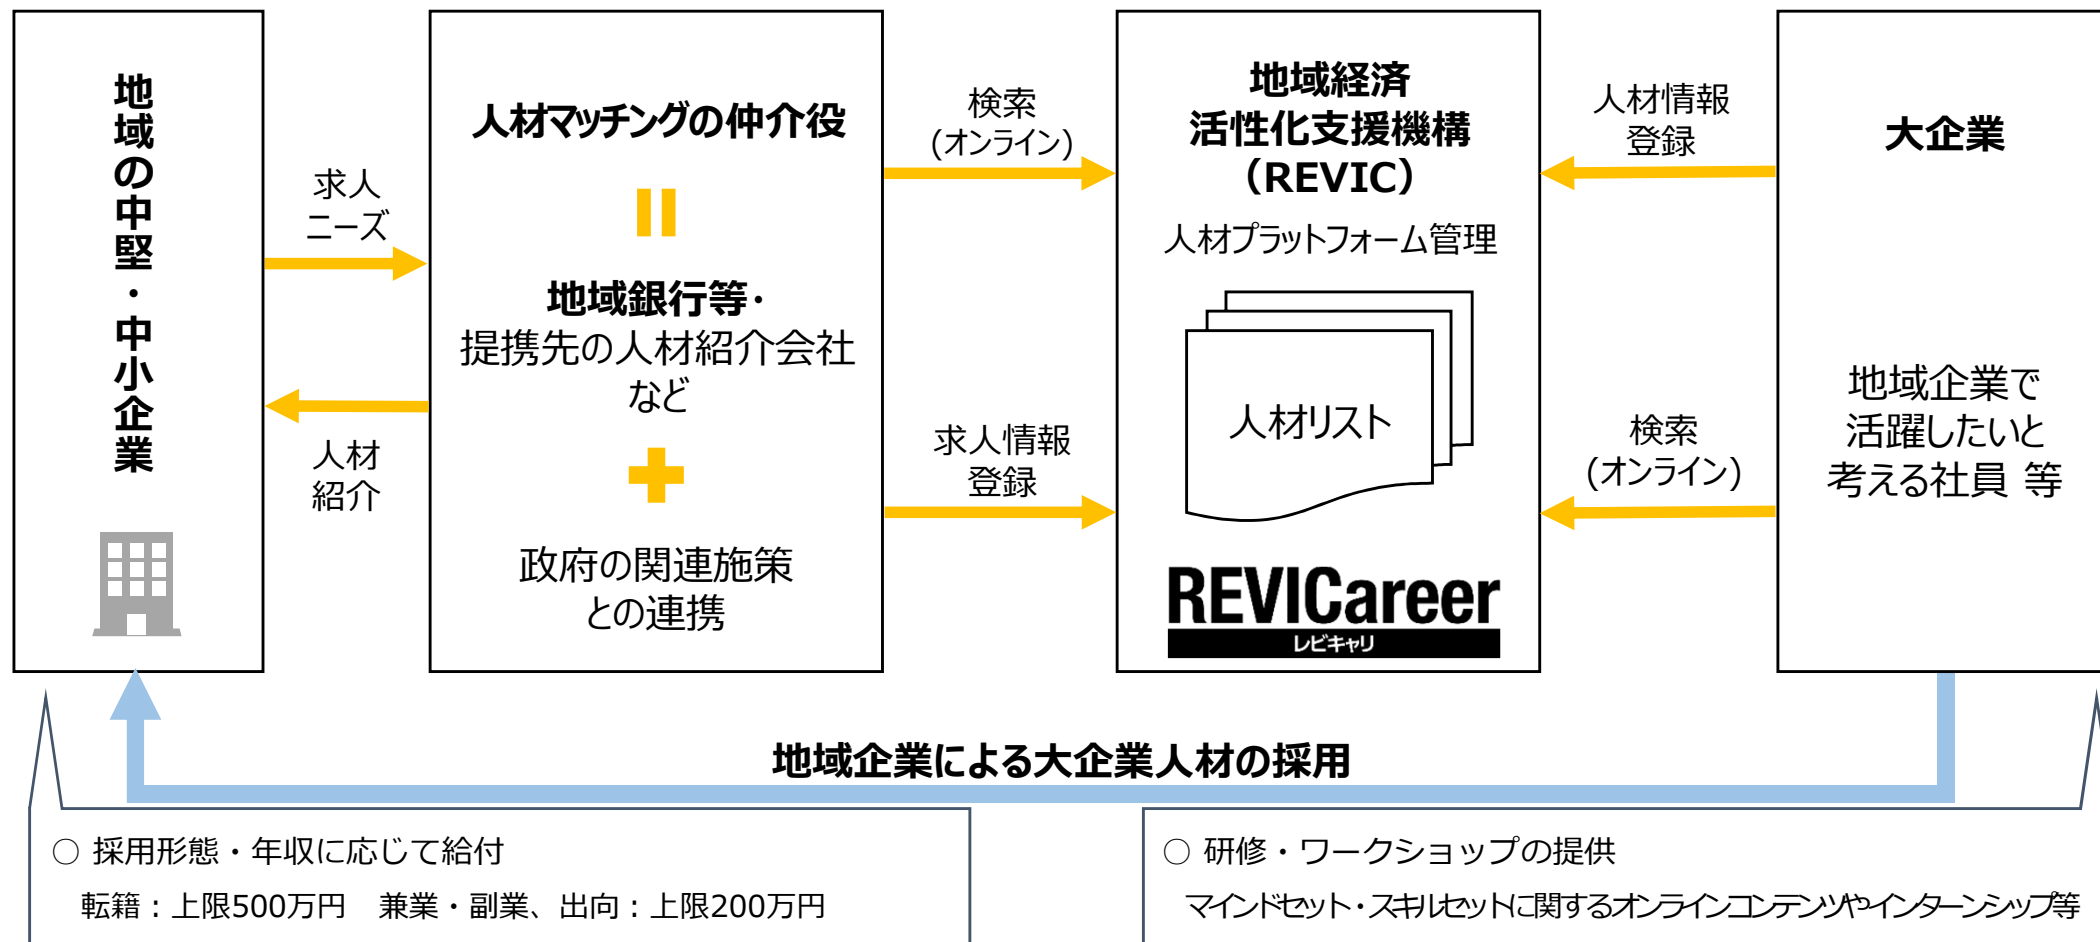 地域の中堅・中小企業
求人
ニーズ
人材
紹介
人材マッチングの仲介役
地域銀行等・
提携先の人材紹介会社
など
政府の関連施策
との連携
検索
(オンライン)
求人情報
登録
地域経済
活性化支援機構
（REVIC）
人材プラットフォーム管理
人材リスト
REVICareer
レビキャリ
人材情報
登録
検索
(オンライン)
大企業
地域企業で
活躍したいと
考える社員 等
地域企業による大企業人材の採用
○ 採用形態・年収に応じて給付
転籍：上限500万円　兼業・副業、出向：上限200万円
○ 研修・ワークショップの提供
マインドセット・スキルセットに関するオンラインコンテンツやインターンシップ等